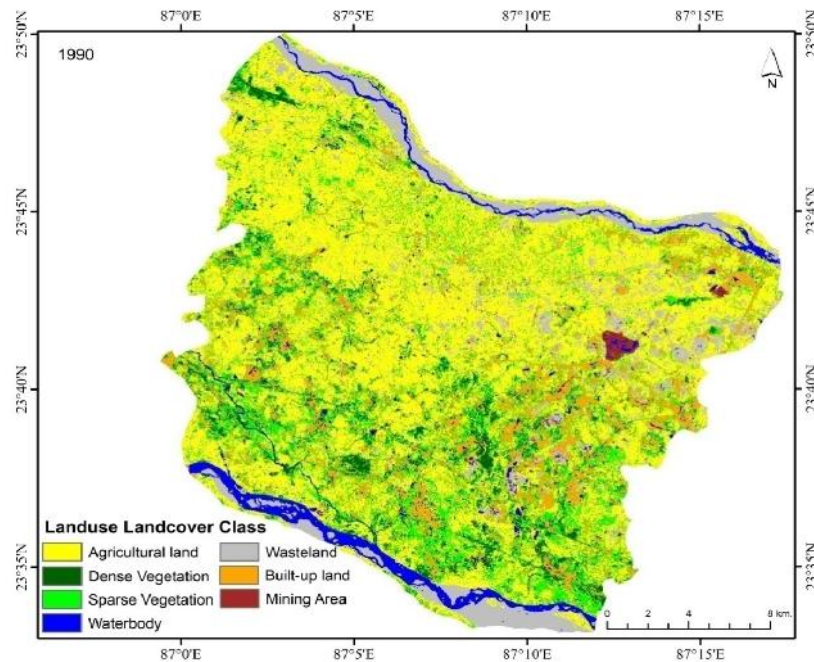 87°0'E 87°5'E 87°10'E 87°15'E
23°50'N 23°50'N
1990
N
23°45'N 23°45'N
23°40'N 23°40'N
23°35'N 23°35'N
Landuse Landcover Class
Agricultural land Wasteland
Dense Vegetation Built-up land
Sparse Vegetation Mining Area
Waterbody
0 2 4 8 km.
87°0'E 87°5'E 87°10'E 87°15'E